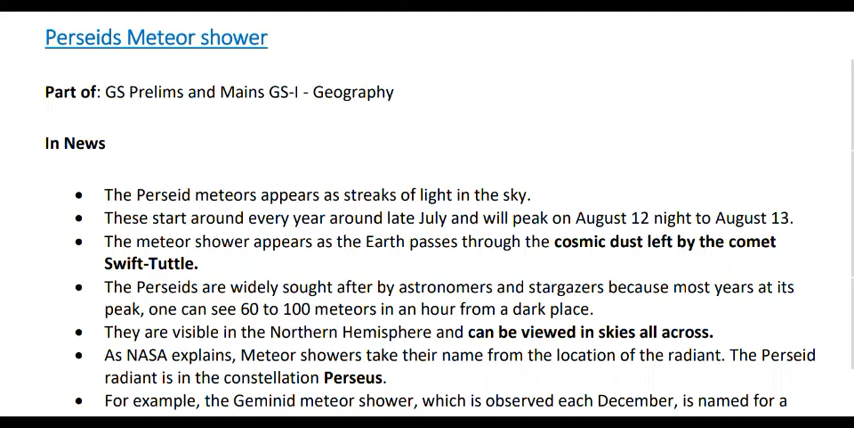 Perseids Meteor shower
Part of: GS Prelims and Mains GS-I - Geography
In News
• The Perseid meteors appears as streaks of light in the sky.
• These start around every year around late July and will peak on August 12 night to August 13.
• The meteor shower appears as the Earth passes through the cosmic dust left by the comet
Swift-Tuttle.
• The Perseids are widely sought after by astronomers and stargazers because most years at its
peak, one can see 60 to 100 meteors in an hour from a dark place.
• They are visible in the Northern Hemisphere and can be viewed in skies all across.
• As NASA explains, Meteor showers take their name from the location of the radiant. The Perseid
radiant is in the constellation Perseus.
• For example, the Geminid meteor shower, which is observed each December, is named for a